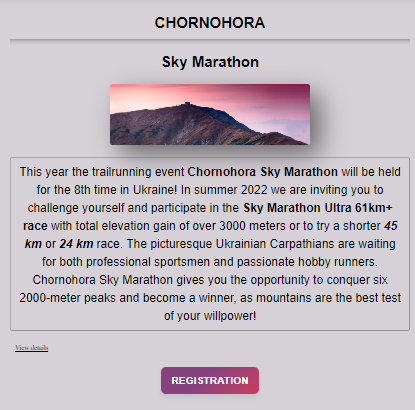 CHORNOHORA
Sky Marathon
This year the trailrunning event Chornohora Sky Marathon will be held
for the 8th time in Ukraine! In summer 2022 we are inviting you to
challenge yourself and participate in the Sky Marathon Ultra 61km+
race with total elevation gain of over 3000 meters or to try a shorter 45
km or 24 km race. The picturesque Ukrainian Carpathians are waiting
for both professional sportsmen and passionate hobby runners.
Chornohora Sky Marathon gives you the opportunity to conquer six
2000-meter peaks and become a winner, as mountains are the best test
of your willpower!
View details
REGISTRATION